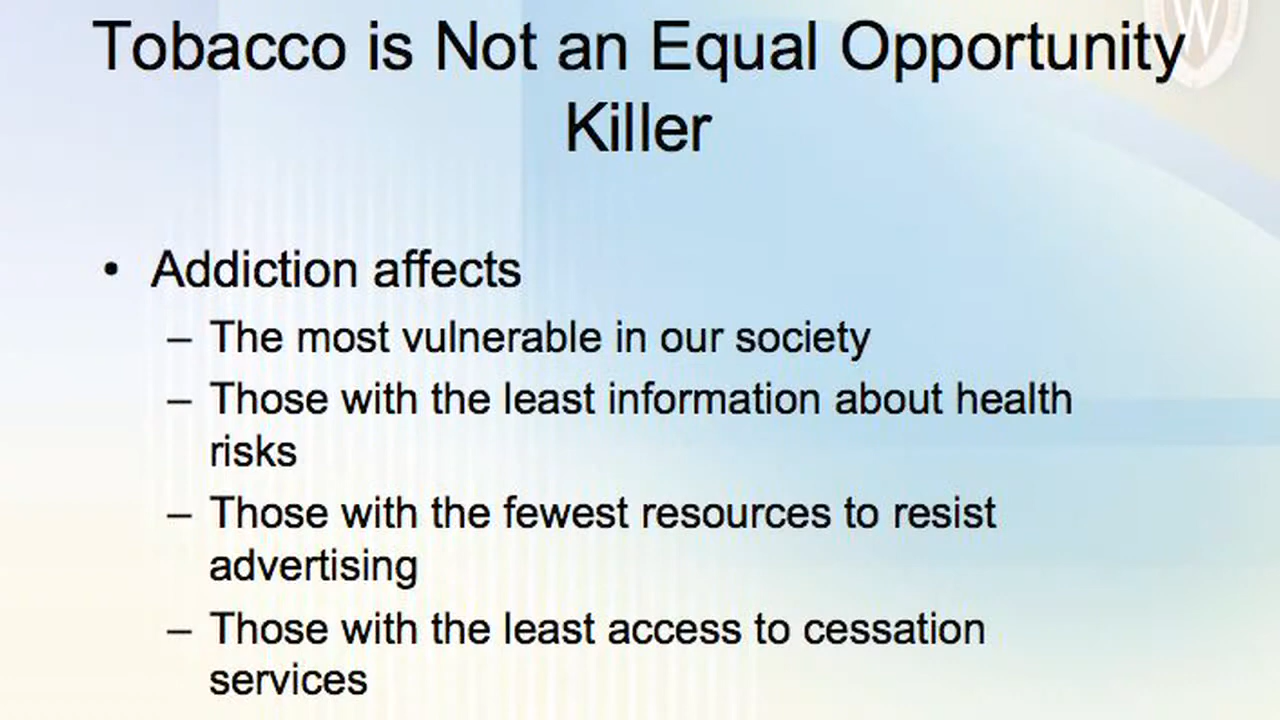 Tobacco is Not an Equal Opportunity
Killer
• Addiction affects
– The most vulnerable in our society
– Those with the least information about health
risks
– Those with the fewest resources to resist
advertising
– Those with the least access to cessation
services
W